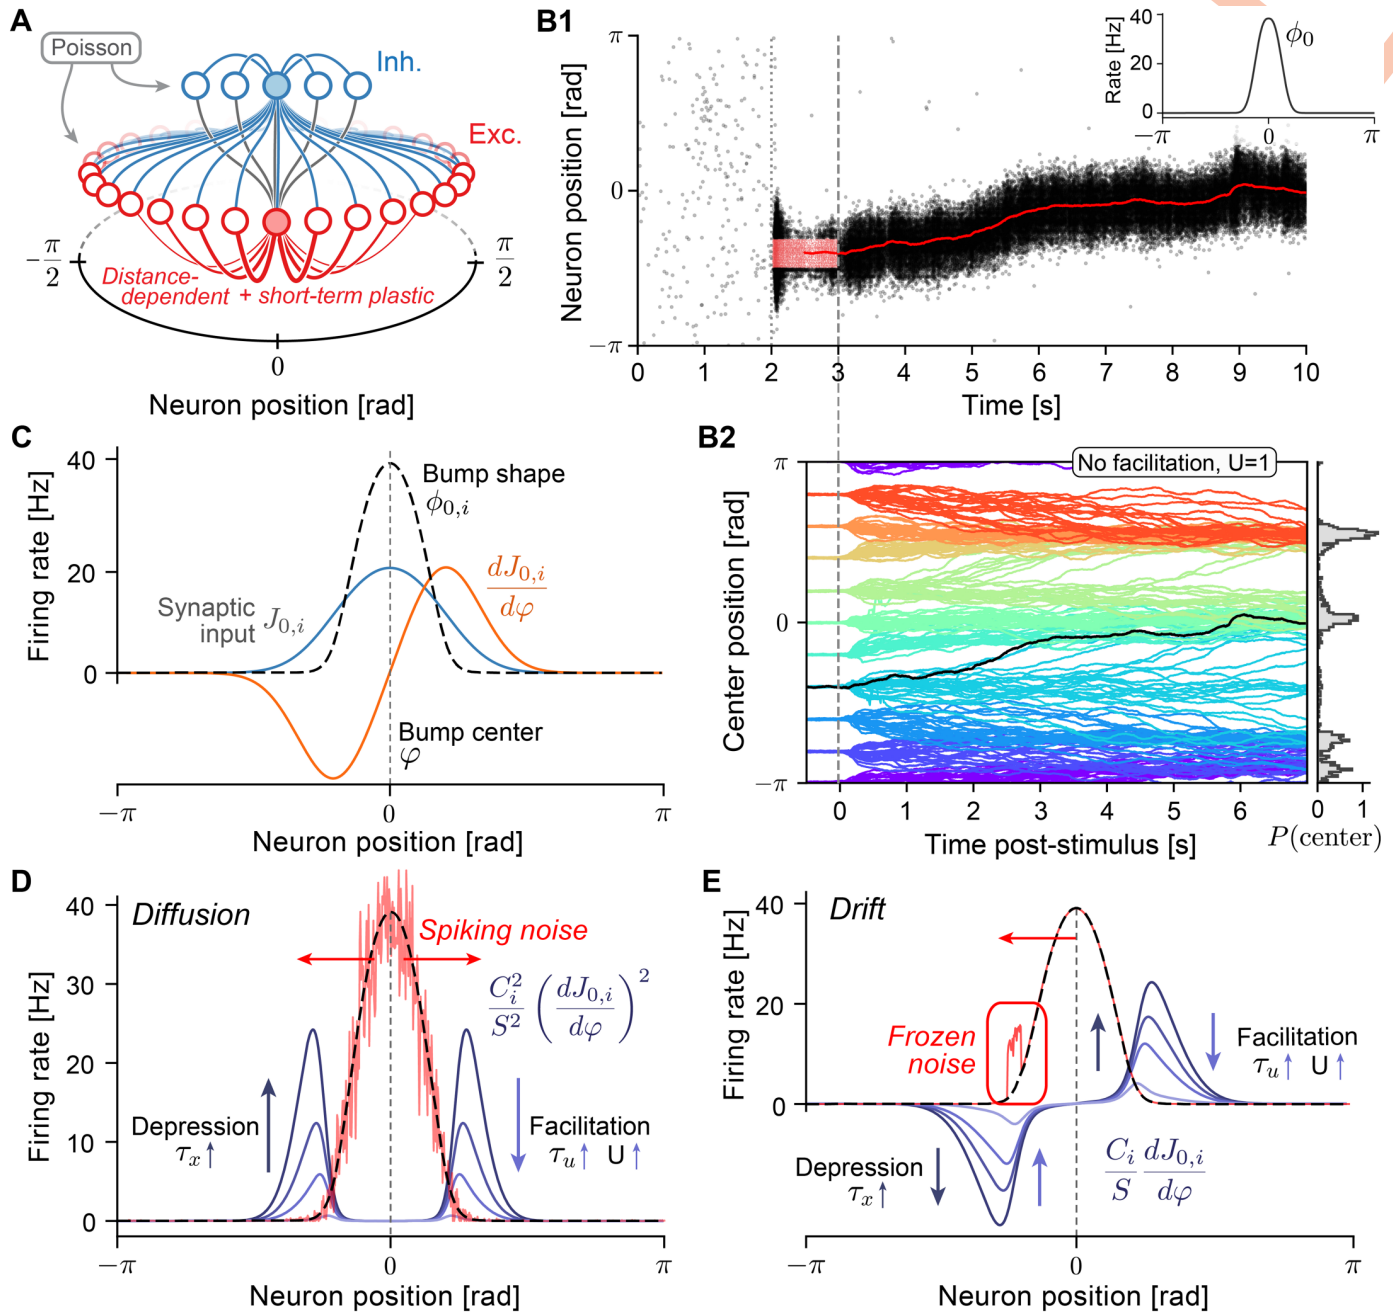 A
Poisson
Inh.
Exc.
−π/2
π/2
Distance-
dependent + short-term plastic
0
Neuron position [rad]
B1
π
0
−π
Neuron position [rad]
0 1 2 3 4 5 6 7 8 9 10
Time [s]
Rate [Hz]
40
0
ϕ₀
−π 0 π
C
Firing rate [Hz]
40
20
0
Bump shape
ϕ₀,ᵢ
Synaptic
input J₀,ᵢ
dJ₀,ᵢ/dφ
Bump center
φ
−π 0 π
Neuron position [rad]
B2
No facilitation, U=1
Center position [rad]
π
0
−π
0 1 2 3 4 5 6
Time post-stimulus [s]
0 1
P(center)
D
Diffusion
Firing rate [Hz]
40
30
20
10
0
Spiking noise
Cᵢ²/S² (dJ₀,ᵢ/dφ)²
Depression
τₓ↑
Facilitation
τᵤ↑ U↑
−π 0 π
Neuron position [rad]
E
Drift
Firing rate [Hz]
40
20
0
Frozen
noise
Facilitation
τᵤ↑ U↑
Depression
τₓ↑
Cᵢ/S dJ₀,ᵢ/dφ
−π 0 π
Neuron position [rad]